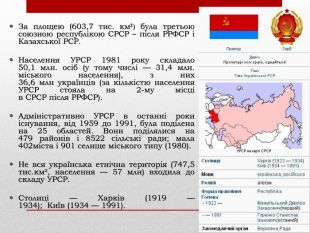 • За площею (603,7 тис. км²) була третьою
союзною республікою СРСР – після РРФСР і
Казахської РСР.
• Населення УРСР 1981 року складало
50,1 млн. осіб (у тому числі — 31,4 млн.
міського населення), з них
36,6 млн українців (за кількістю населення
УРСР стояла на 2-му місці
в СРСР після РРФСР).
• Адміністративно УРСР в останні роки
існування, від 1959 до 1991, була поділена
на 25 областей. Вони поділялися на
479 районів і 8522 сільські ради; мала
402міста і 901 селище міського типу (1980).
• Не вся українська етнічна територія (747,5
тис.км², населення — 57 млн) входила до
складу УРСР.
• Столиці — Харків (1919 —
1934); Київ (1934 — 1991).
Прапор Герб
Девіз
Пролетарі всіх країн, єднайтеся!
Гімн
Гімн Української РСР
УРСР на карті СРСР
Столиця Харків (1922 — 1934)
Київ (1934 — 1991)
Мови українська, російська
Релігія атеїзм
Форма правління Республіка
Голова
- 1922 — Мануїльський Дмитро
Захарович(перший)
- — 1991 Гуренко Станіслав
Іванович(останній)
Законодавчий орган Верховна Рада